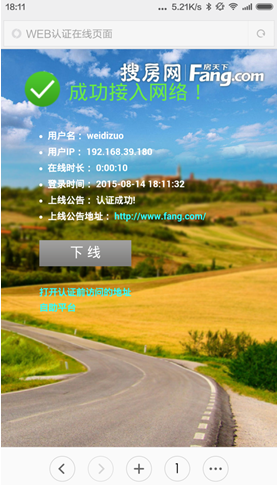 18:11
5.21K/s
WEB认证在线页面
搜房网 房天下 Fang.com
成功接入网络！
用户名： weidizuo
用户IP： 192.168.39.180
在线时长： 0:00:10
登录时间： 2015-08-14 18:11:32
上线公告： 认证成功!
上线公告地址： http://www.fang.com/
下 线
打开认证前访问的地址
1